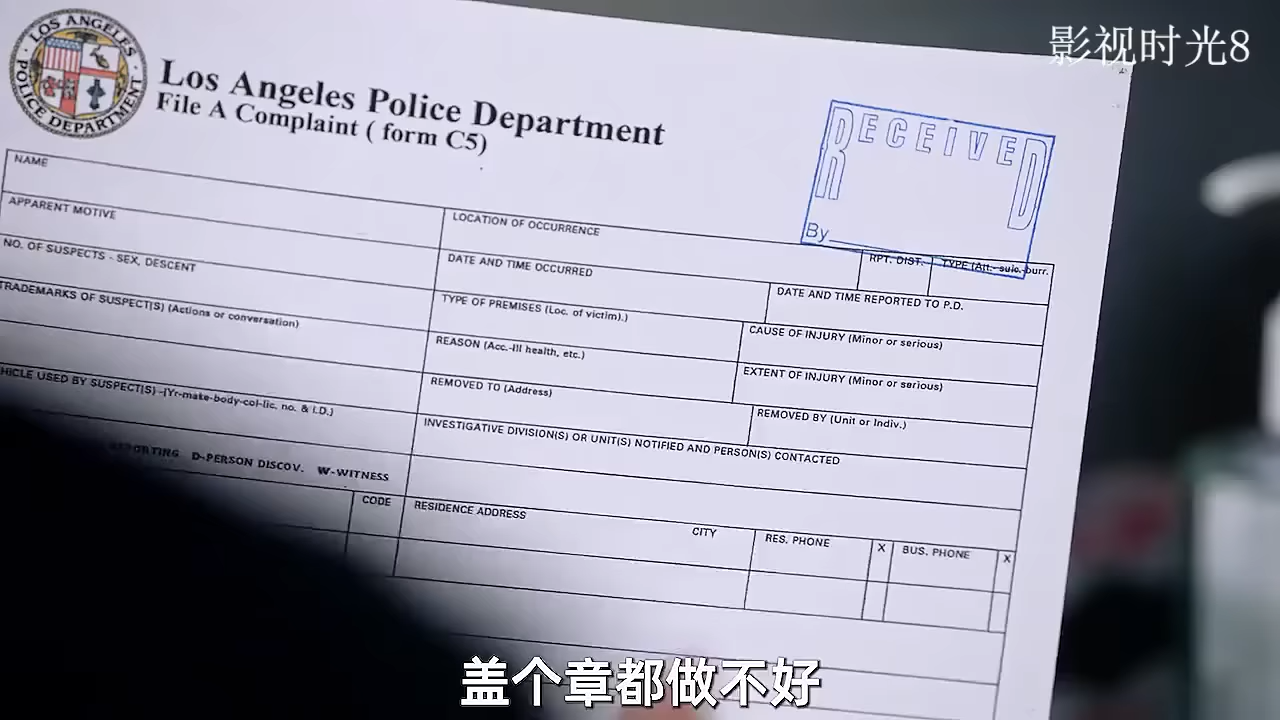 影视时光8
LOS ANGELES
POLICE DEPARTMENT
Los Angeles Police Department
File A Complaint ( form C5)
RECEIVED
By
NAME
APPARENT MOTIVE
LOCATION OF OCCURRENCE
RPT. DIST.
TYPE (Att.- suic.-burr.
NO. OF SUSPECTS - SEX, DESCENT
DATE AND TIME OCCURRED
DATE AND TIME REPORTED TO P.D.
TRADEMARKS OF SUSPECT(S) (Actions or conversation)
TYPE OF PREMISES (Loc. of victim).)
CAUSE OF INJURY (Minor or serious)
REASON (Acc.-Ill health, etc.)
EXTENT OF INJURY (Minor or serious)
HICLE USED BY SUSPECT(S) -(Yr-make-body-col-lic, no. & I.D.)
REMOVED TO (Address)
REMOVED BY (Unit or Indiv.)
INVESTIGATIVE DIVISION(S) OR UNIT(S) NOTIFIED AND PERSON(S) CONTACTED
PORTING D-PERSON DISCOV. W-WITNESS
CODE
RESIDENCE ADDRESS
CITY
RES. PHONE
X
BUS. PHONE
X
盖个章都做不好